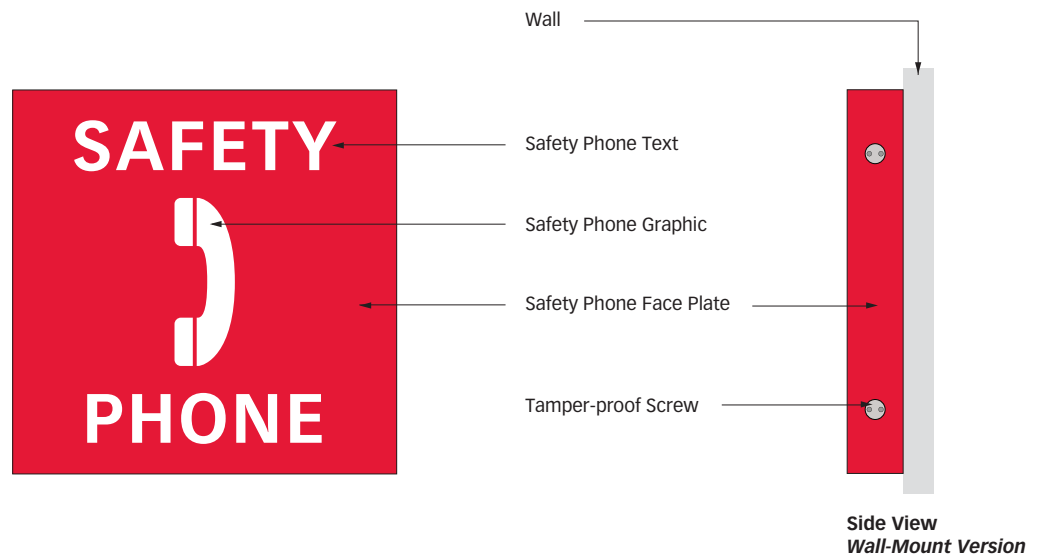 Wall
SAFETY
Safety Phone Text
Safety Phone Graphic
Safety Phone Face Plate
PHONE
Tamper-proof Screw
Side View
Wall-Mount Version